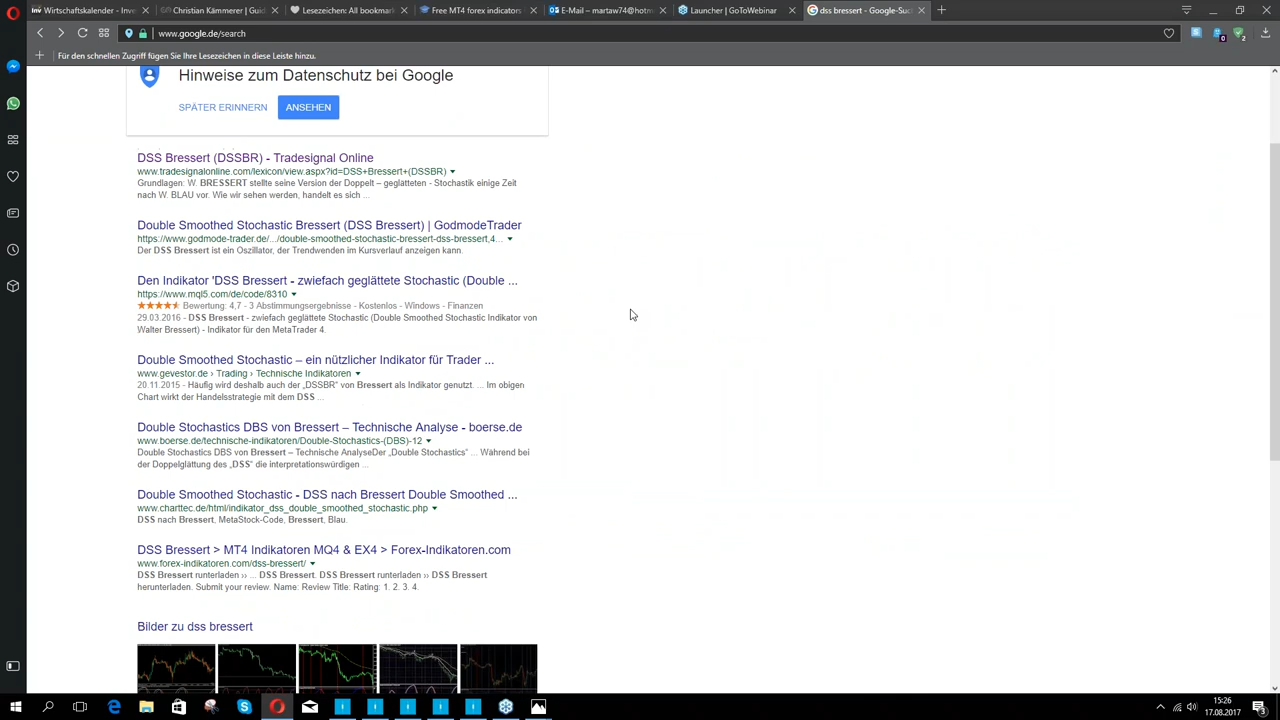 Wirtschaftskalender - Inves
Christian Kämmerer | Guid
Lesezeichen: All bookmark
Free MT4 forex indicators
E-Mail – martaw74@hotm
Launcher | GoToWebinar
dss bressert - Google-Suc
www.google.de/search
Für den schnellen Zugriff fügen Sie Ihre Lesezeichen in diese Leiste hinzu.
Hinweise zum Datenschutz bei Google
SPÄTER ERINNERN
ANSEHEN
DSS Bressert (DSSBR) - Tradesignal Online
www.tradesignalonline.com/lexicon/view.aspx?id=DSS+Bressert+(DSSBR)
Grundlagen: W. BRESSERT stellte seine Version der Doppelt – geglätteten - Stochastik einige Zeit
nach W. BLAU vor. Wie wir sehen werden, handelt es sich ...
Double Smoothed Stochastic Bressert (DSS Bressert) | GodmodeTrader
https://www.godmode-trader.de/.../double-smoothed-stochastic-bressert-dss-bressert,4...
Der DSS Bressert ist ein Oszillator, der Trendwenden im Kursverlauf anzeigen kann.
Den Indikator 'DSS Bressert - zwiefach geglättete Stochastic (Double ...
https://www.mql5.com/de/code/8310
Bewertung: 4,7 - 3 Abstimmungsergebnisse - Kostenlos - Windows - Finanzen
29.03.2016 - DSS Bressert - zwiefach geglättete Stochastic (Double Smoothed Stochastic Indikator von
Walter Bressert) - Indikator für den MetaTrader 4.
Double Smoothed Stochastic – ein nützlicher Indikator für Trader ...
www.gevestor.de › Trading › Technische Indikatoren
20.11.2015 - Häufig wird deshalb auch der „DSSBR“ von Bressert als Indikator genutzt. ... Im obigen
Chart wirkt der Handelsstrategie mit dem DSS ...
Double Stochastics DBS von Bressert – Technische Analyse - boerse.de
www.boerse.de/technische-indikatoren/Double-Stochastics-(DBS)-12
Double Stochastics DBS von Bressert – Technische AnalyseDer „Double Stochastics“ ... Während bei
der Doppelglättung des „DSS“ die interpretationswürdigen ...
Double Smoothed Stochastic - DSS nach Bressert Double Smoothed ...
www.charttec.de/html/indikator_dss_double_smoothed_stochastic.php
DSS nach Bressert, MetaStock-Code, Bressert, Blau.
DSS Bressert > MT4 Indikatoren MQ4 & EX4 > Forex-Indikatoren.com
www.forex-indikatoren.com/dss-bressert/
DSS Bressert runterladen ›› ... DSS Bressert. DSS Bressert runterladen ›› DSS Bressert
herunterladen. Submit your review. Name: Review Title: Rating: 1. 2. 3. 4.
Bilder zu dss bressert
15:26
17.08.2017